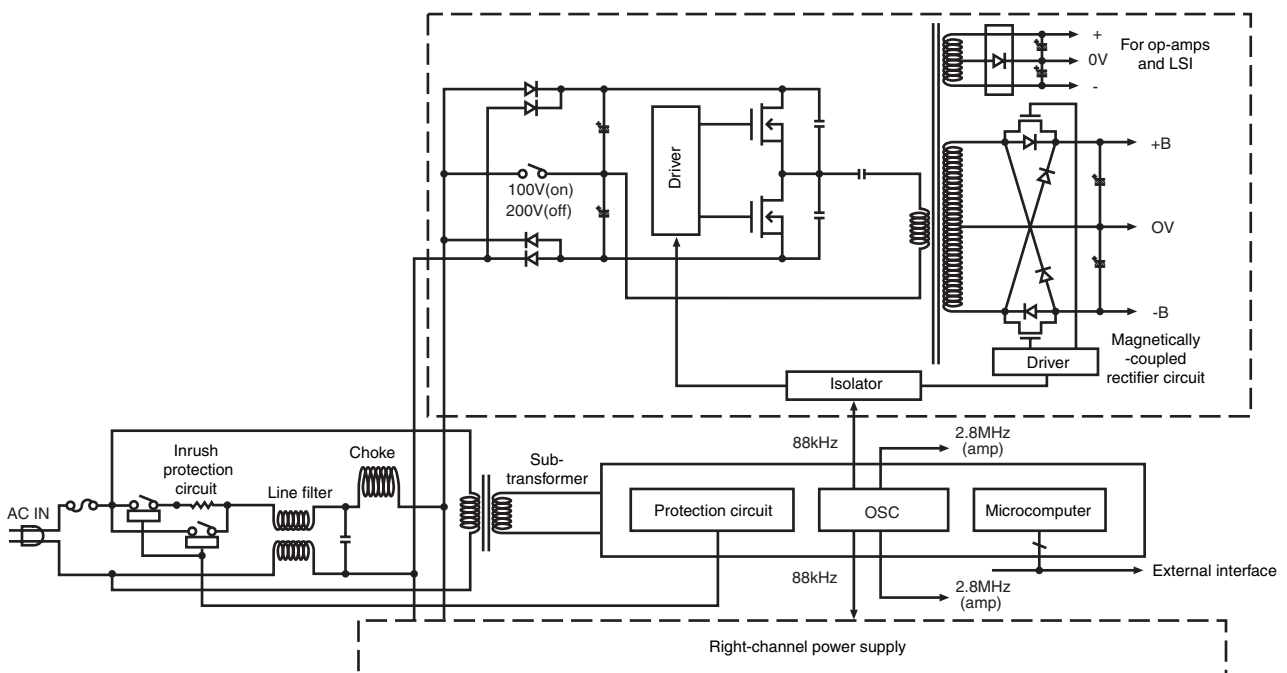 +
0V
-
For op-amps
and LSI
Driver
100V(on)
200V(off)
+B
OV
-B
Driver
Magnetically
-coupled
rectifier circuit
Isolator
88kHz
2.8MHz
(amp)
AC IN
Inrush
protection
circuit
Line filter
Choke
Sub-
transformer
Protection circuit
OSC
Microcomputer
88kHz
2.8MHz
(amp)
External interface
Right-channel power supply